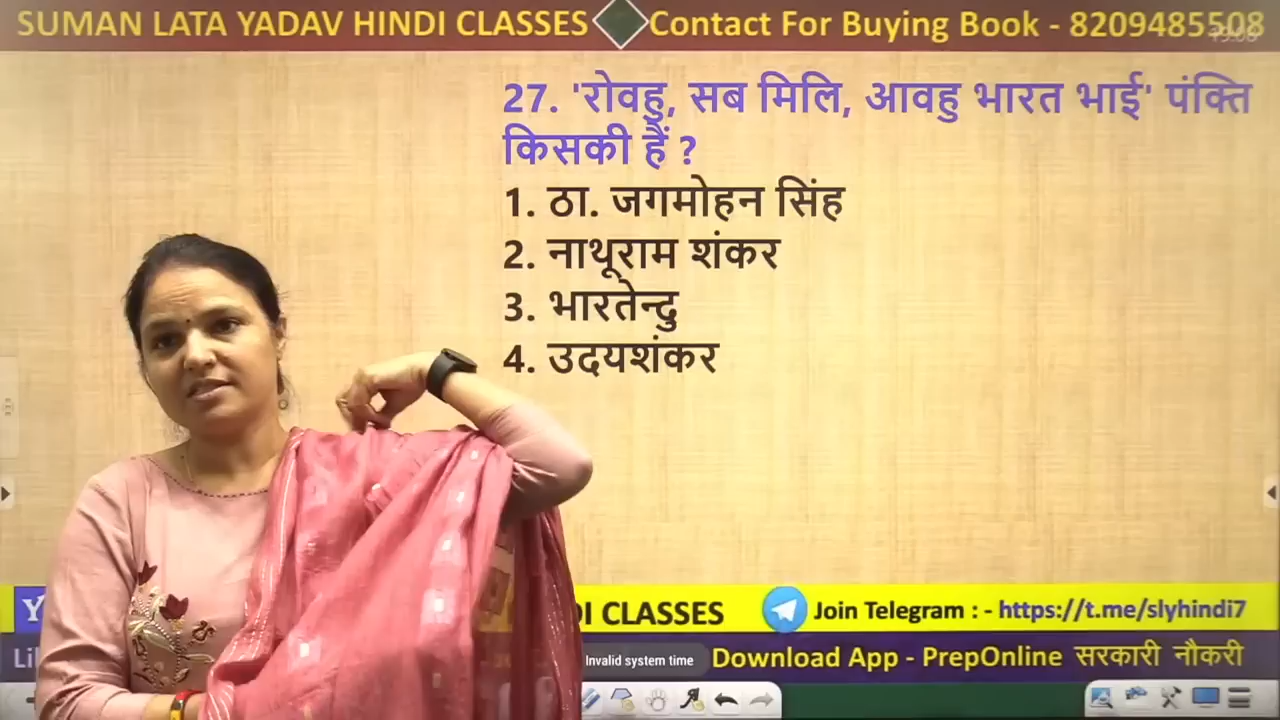 SUMAN LATA YADAV HINDI CLASSES Contact For Buying Book - 8209485508
27. 'रोवहु, सब मिलि, आवहु भारत भाई' पंक्ति
किसकी हैं ?
1. ठा. जगमोहन सिंह
2. नाथूराम शंकर
3. भारतेन्दु
4. उदयशंकर
DI CLASSES Join Telegram : - https://t.me/slyhindi7
Invalid system time Download App - PrepOnline सरकारी नौकरी